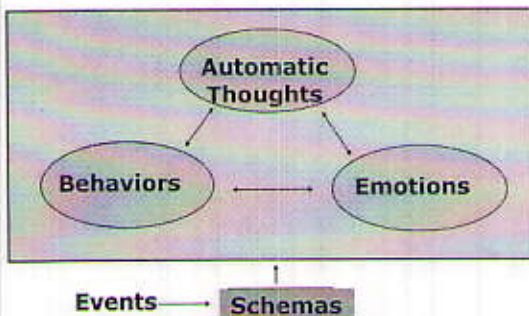 Automatic
Thoughts
Behaviors
Emotions
Events
Schemas